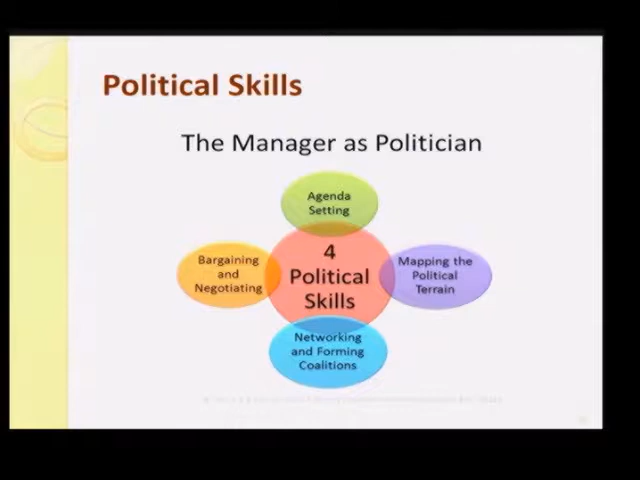 Political Skills
The Manager as Politician
Agenda
Setting
4
Political
Skills
Mapping the
Political
Terrain
Networking
and Forming
Coalitions
Bargaining
and
Negotiating